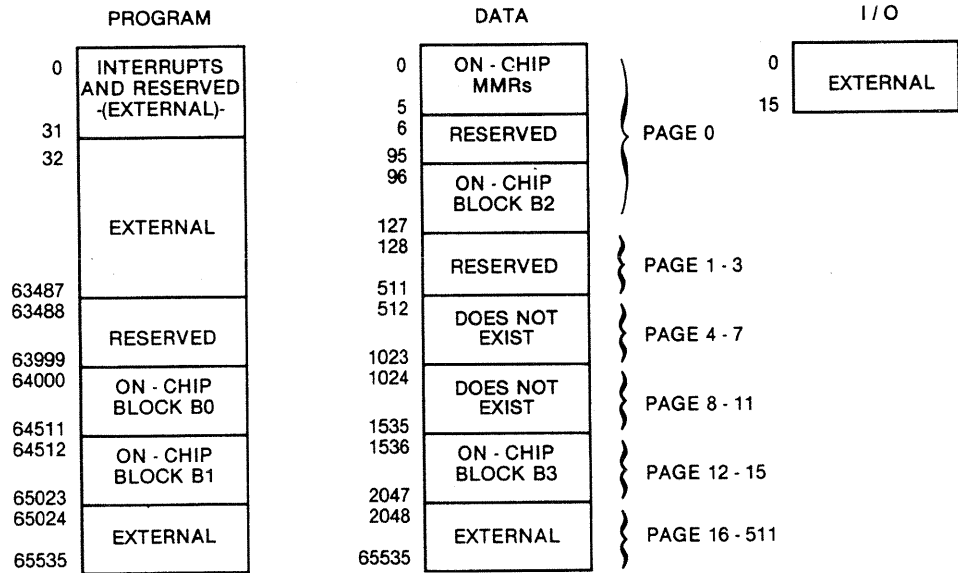 PROGRAM
0
INTERRUPTS
AND RESERVED
-(EXTERNAL)-
31
32
EXTERNAL
63487
63488
RESERVED
63999
64000
ON - CHIP
BLOCK B0
64511
64512
ON - CHIP
BLOCK B1
65023
65024
EXTERNAL
65535
DATA
0
ON - CHIP
MMRs
5
6
RESERVED
95
96
ON - CHIP
BLOCK B2
127
PAGE 0
128
RESERVED
511
PAGE 1 - 3
512
DOES NOT
EXIST
1023
PAGE 4 - 7
1024
DOES NOT
EXIST
1535
PAGE 8 - 11
1536
ON - CHIP
BLOCK B3
2047
PAGE 12 - 15
2048
EXTERNAL
65535
PAGE 16 - 511
I / O
0
EXTERNAL
15